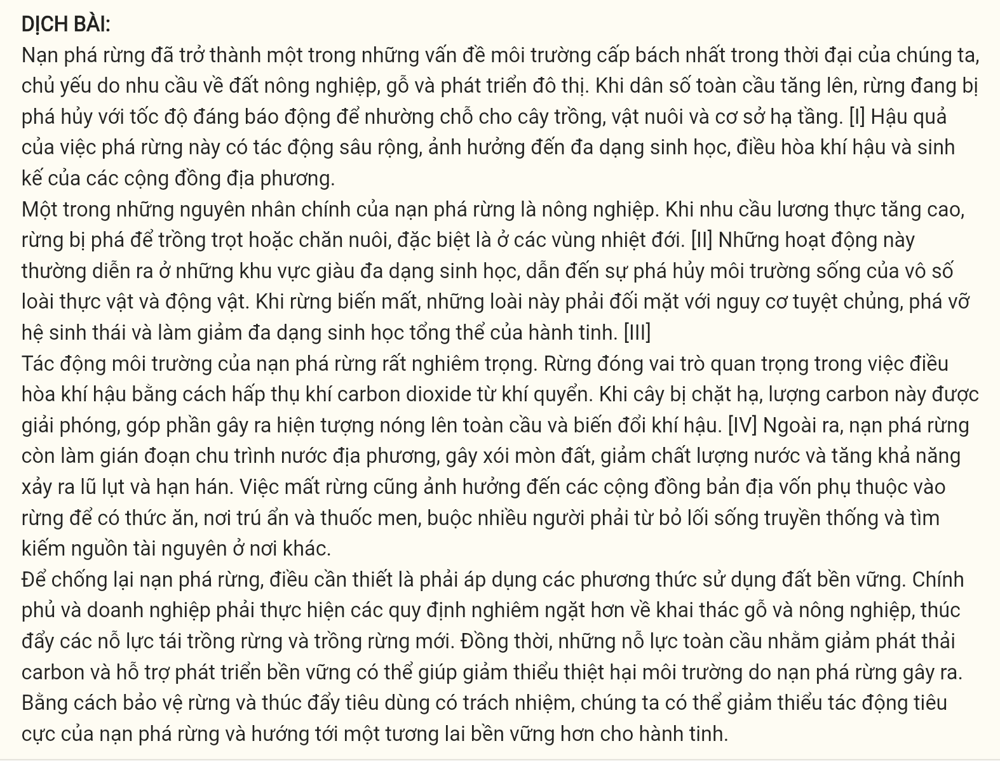 DỊCH BÀI:
Nạn phá rừng đã trở thành một trong những vấn đề môi trường cấp bách nhất trong thời đại của chúng ta,
chủ yếu do nhu cầu về đất nông nghiệp, gỗ và phát triển đô thị. Khi dân số toàn cầu tăng lên, rừng đang bị
phá hủy với tốc độ đáng báo động để nhường chỗ cho cây trồng, vật nuôi và cơ sở hạ tầng. [I] Hậu quả
của việc phá rừng này có tác động sâu rộng, ảnh hưởng đến đa dạng sinh học, điều hòa khí hậu và sinh
kế của các cộng đồng địa phương.
Một trong những nguyên nhân chính của nạn phá rừng là nông nghiệp. Khi nhu cầu lương thực tăng cao,
rừng bị phá để trồng trọt hoặc chăn nuôi, đặc biệt là ở các vùng nhiệt đới. [II] Những hoạt động này
thường diễn ra ở những khu vực giàu đa dạng sinh học, dẫn đến sự phá hủy môi trường sống của vô số
loài thực vật và động vật. Khi rừng biến mất, những loài này phải đối mặt với nguy cơ tuyệt chủng, phá vỡ
hệ sinh thái và làm giảm đa dạng sinh học tổng thể của hành tinh. [III]
Tác động môi trường của nạn phá rừng rất nghiêm trọng. Rừng đóng vai trò quan trọng trong việc điều
hòa khí hậu bằng cách hấp thụ khí carbon dioxide từ khí quyển. Khi cây bị chặt hạ, lượng carbon này được
giải phóng, góp phần gây ra hiện tượng nóng lên toàn cầu và biến đổi khí hậu. [IV] Ngoài ra, nạn phá rừng
còn làm gián đoạn chu trình nước địa phương, gây xói mòn đất, giảm chất lượng nước và tăng khả năng
xảy ra lũ lụt và hạn hán. Việc mất rừng cũng ảnh hưởng đến các cộng đồng bản địa vốn phụ thuộc vào
rừng để có thức ăn, nơi trú ẩn và thuốc men, buộc nhiều người phải từ bỏ lối sống truyền thống và tìm
kiếm nguồn tài nguyên ở nơi khác.
Để chống lại nạn phá rừng, điều cần thiết là phải áp dụng các phương thức sử dụng đất bền vững. Chính
phủ và doanh nghiệp phải thực hiện các quy định nghiêm ngặt hơn về khai thác gỗ và nông nghiệp, thúc
đẩy các nỗ lực tái trồng rừng và trồng rừng mới. Đồng thời, những nỗ lực toàn cầu nhằm giảm phát thải
carbon và hỗ trợ phát triển bền vững có thể giúp giảm thiểu thiệt hại môi trường do nạn phá rừng gây ra.
Bằng cách bảo vệ rừng và thúc đẩy tiêu dùng có trách nhiệm, chúng ta có thể giảm thiểu tác động tiêu
cực của nạn phá rừng và hướng tới một tương lai bền vững hơn cho hành tinh.